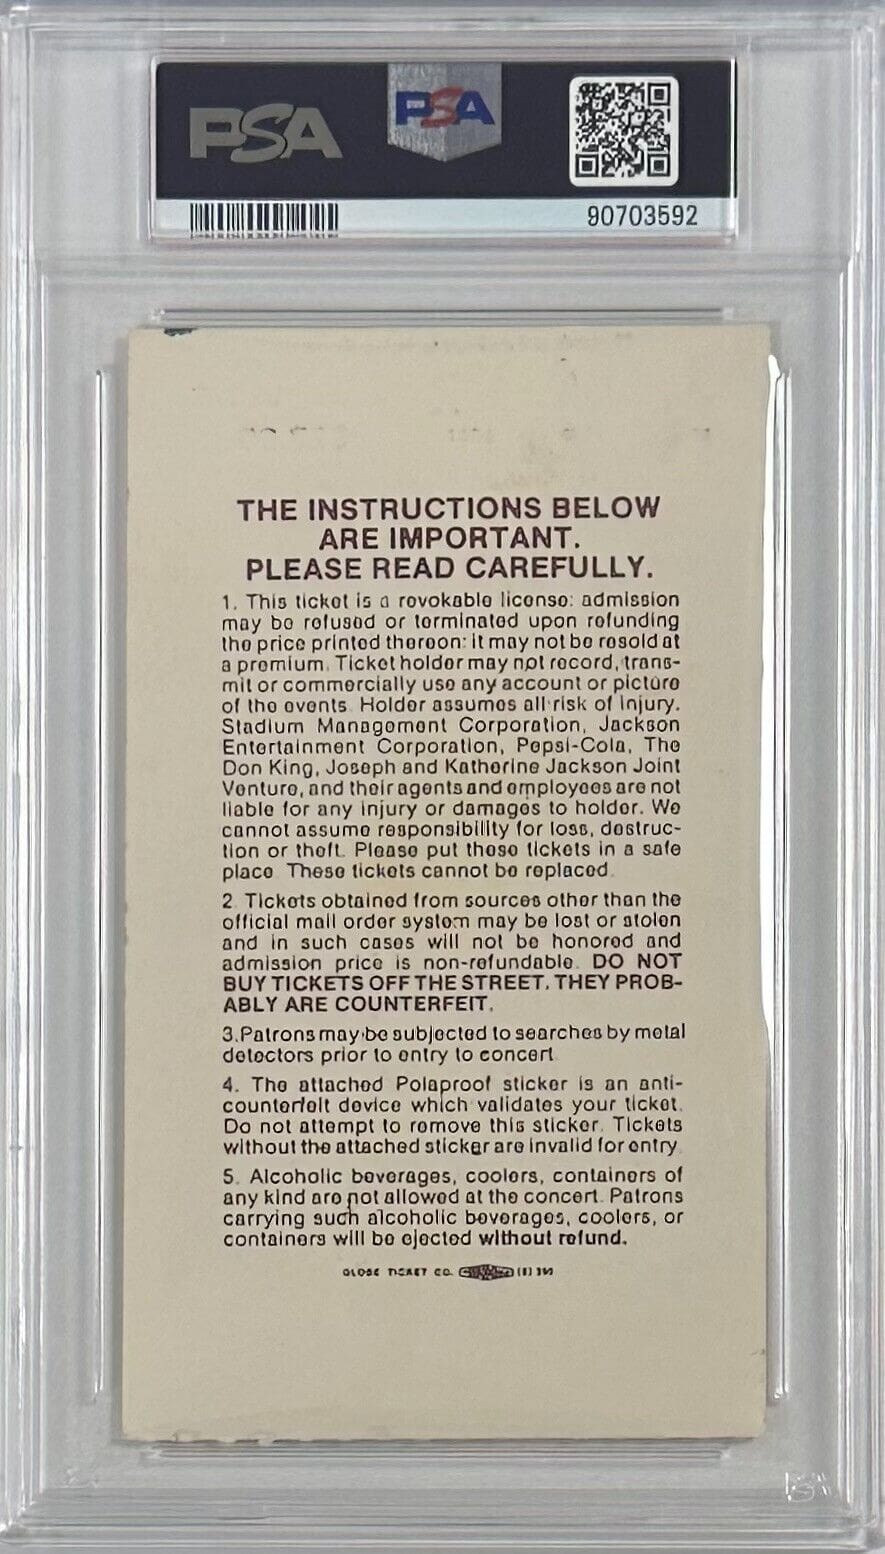 PSA
PSA
90703592
THE INSTRUCTIONS BELOW
ARE IMPORTANT.
PLEASE READ CAREFULLY.
1. This ticket is a revokable license: admission
may be refused or terminated upon refunding
the price printed thereon: it may not be resold at
a premium. Ticket holder may not record, trans-
mit or commercially use any account or picture
of the events. Holder assumes all risk of injury.
Stadium Management Corporation, Jackson
Entertainment Corporation, Pepsi-Cola, The
Don King, Joseph and Katherine Jackson Joint
Venture, and their agents and employees are not
liable for any injury or damages to holder. We
cannot assume responsibility for loss, destruc-
tion or theft. Please put these tickets in a safe
place. These tickets cannot be replaced.
2. Tickets obtained from sources other than the
official mail order system may be lost or stolen
and in such cases will not be honored and
admission price is non-refundable. DO NOT
BUY TICKETS OFF THE STREET. THEY PROB-
ABLY ARE COUNTERFEIT.
3. Patrons may be subjected to searches by metal
detectors prior to entry to concert.
4. The attached Polaproof sticker is an anti-
counterfeit device which validates your ticket.
Do not attempt to remove this sticker. Tickets
without the attached sticker are invalid for entry.
5. Alcoholic beverages, coolers, containers of
any kind are not allowed at the concert. Patrons
carrying such alcoholic beverages, coolers, or
containers will be ejected without refund.
GLOBE TICKET CO.